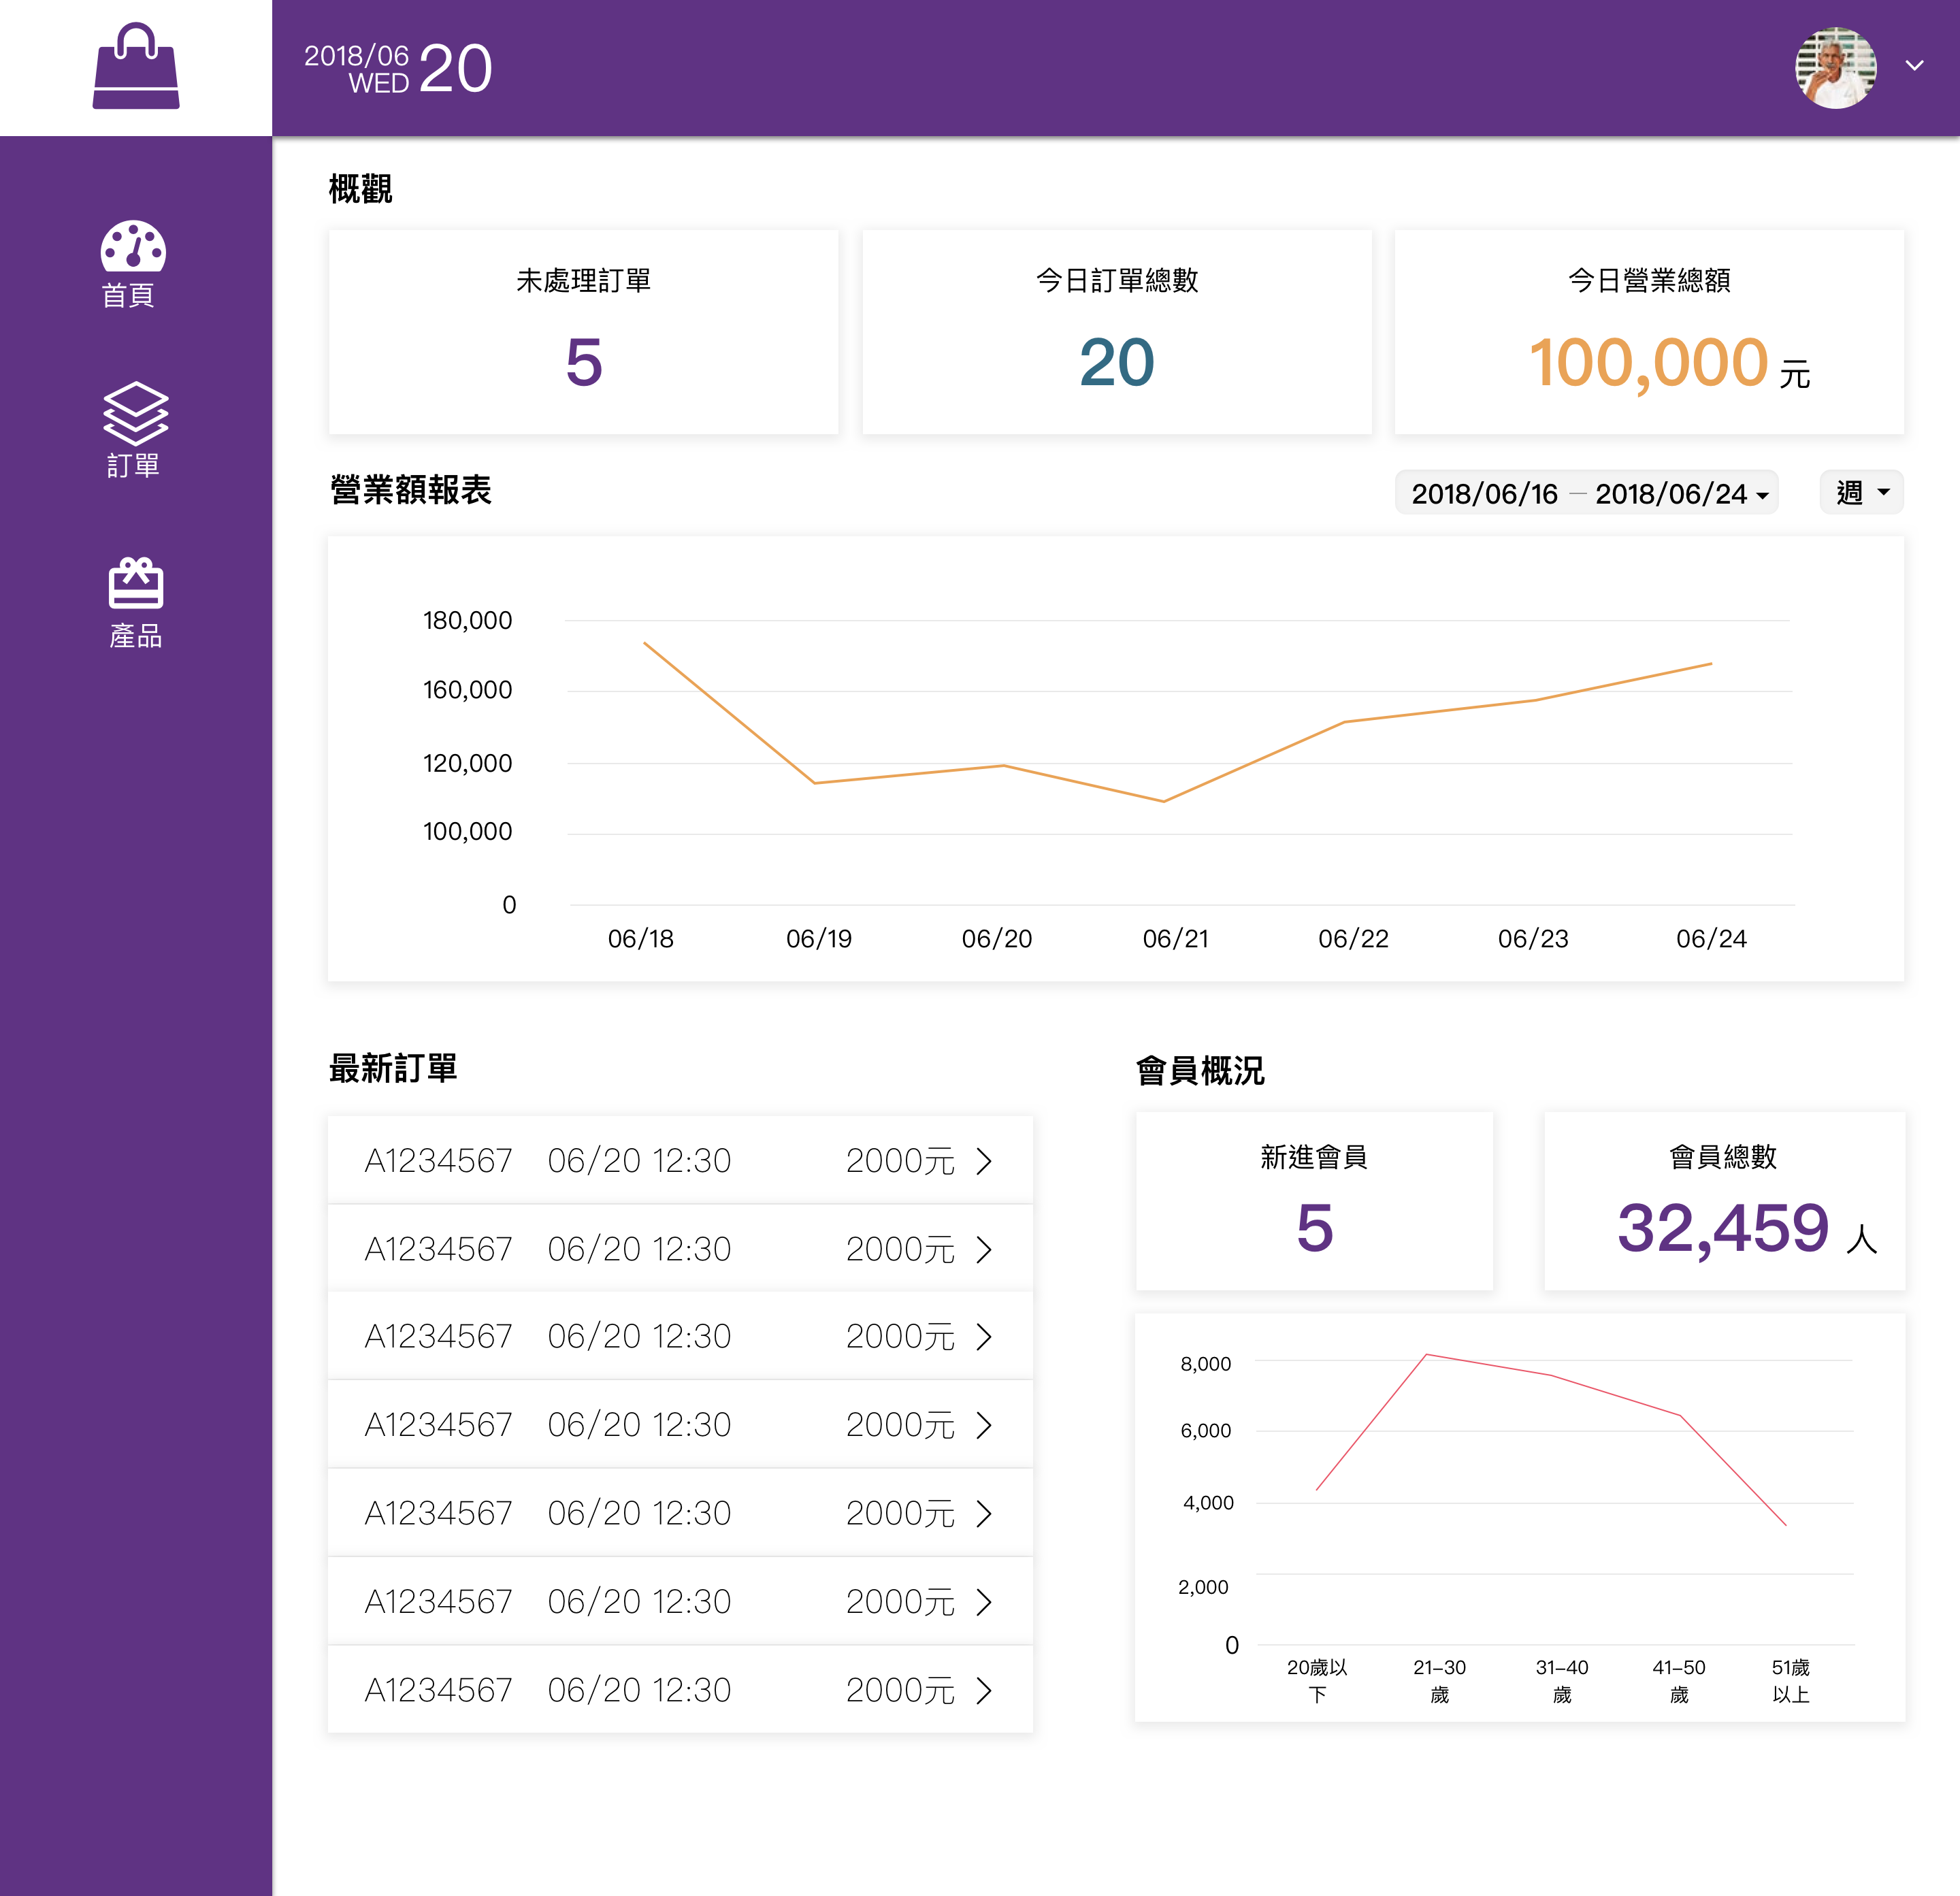 2018/06
WED 20
首頁
訂單
產品
概觀
未處理訂單
5
今日訂單總數
20
今日營業總額
100,000 元
營業額報表
2018/06/16 — 2018/06/24
週
180,000
160,000
120,000
100,000
0
06/18 06/19 06/20 06/21 06/22 06/23 06/24
最新訂單
A1234567 06/20 12:30 2000元
A1234567 06/20 12:30 2000元
A1234567 06/20 12:30 2000元
A1234567 06/20 12:30 2000元
A1234567 06/20 12:30 2000元
A1234567 06/20 12:30 2000元
A1234567 06/20 12:30 2000元
會員概況
新進會員
5
會員總數
32,459 人
8,000
6,000
4,000
2,000
0
20歲以
下
21–30
歲
31–40
歲
41–50
歲
51歲
以上